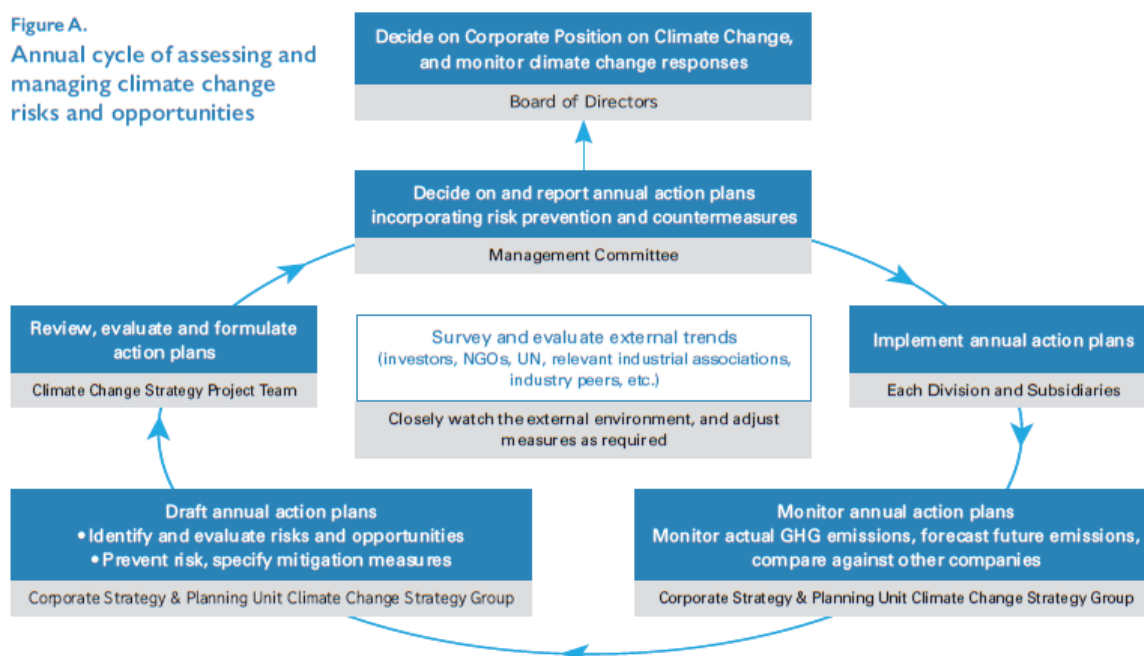 Figure A.
Annual cycle of assessing and
managing climate change
risks and opportunities
Decide on Corporate Position on Climate Change,
and monitor climate change responses
Board of Directors
Decide on and report annual action plans
incorporating risk prevention and countermeasures
Management Committee
Review, evaluate and formulate
action plans
Climate Change Strategy Project Team
Survey and evaluate external trends
(investors, NGOs, UN, relevant industrial associations,
industry peers, etc.)
Closely watch the external environment, and adjust
measures as required
Implement annual action plans
Each Division and Subsidiaries
Draft annual action plans
•Identify and evaluate risks and opportunities
•Prevent risk, specify mitigation measures
Corporate Strategy & Planning Unit Climate Change Strategy Group
Monitor annual action plans
Monitor actual GHG emissions, forecast future emissions,
compare against other companies
Corporate Strategy & Planning Unit Climate Change Strategy Group